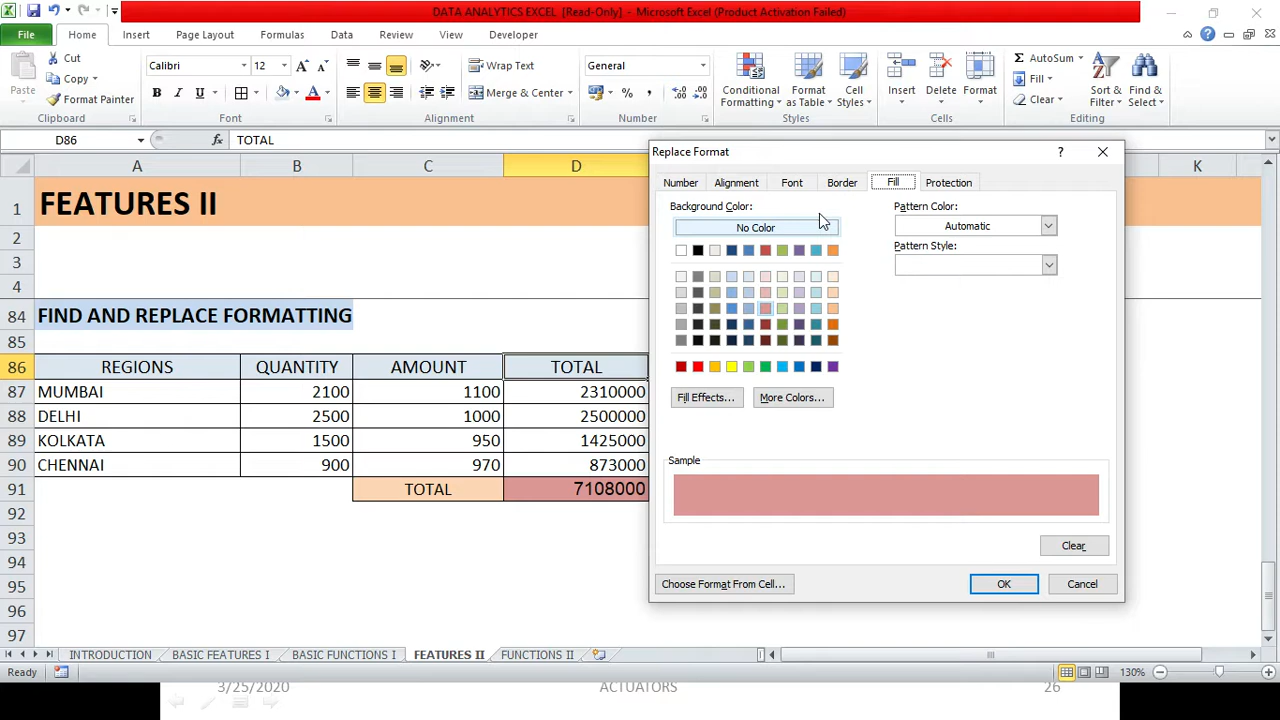 DATA ANALYTICS EXCEL [Read-Only] - Microsoft Excel (Product Activation Failed)
File Home Insert Page Layout Formulas Data Review View Developer
Paste
Cut
Copy
Format Painter
Clipboard
Calibri 12
B I U A
Font
Wrap Text
Merge & Center
Alignment
General
% ,
Number
Conditional Formatting
Format as Table
Cell Styles
Styles
Insert
Delete
Format
Cells
Σ AutoSum
Fill
Clear
Sort & Filter
Find & Select
Editing
D86 fx TOTAL
A B C D K
1 FEATURES II
2
3
84 FIND AND REPLACE FORMATTING
85
86 REGIONS QUANTITY AMOUNT TOTAL
87 MUMBAI 2100 1100 2310000
88 DELHI 2500 1000 2500000
89 KOLKATA 1500 950 1425000
90 CHENNAI 900 970 873000
91 TOTAL 7108000
92
93
94
95
96
97
Replace Format ?
Number Alignment Font Border Fill Protection
Background Color:
No Color
Fill Effects... More Colors...
Pattern Color:
Automatic
Pattern Style:
Sample
Clear
Choose Format From Cell... OK Cancel
INTRODUCTION BASIC FEATURES I BASIC FUNCTIONS I FEATURES II FUNCTIONS II
Ready 130%
3/25/2020 ACTUATORS 26